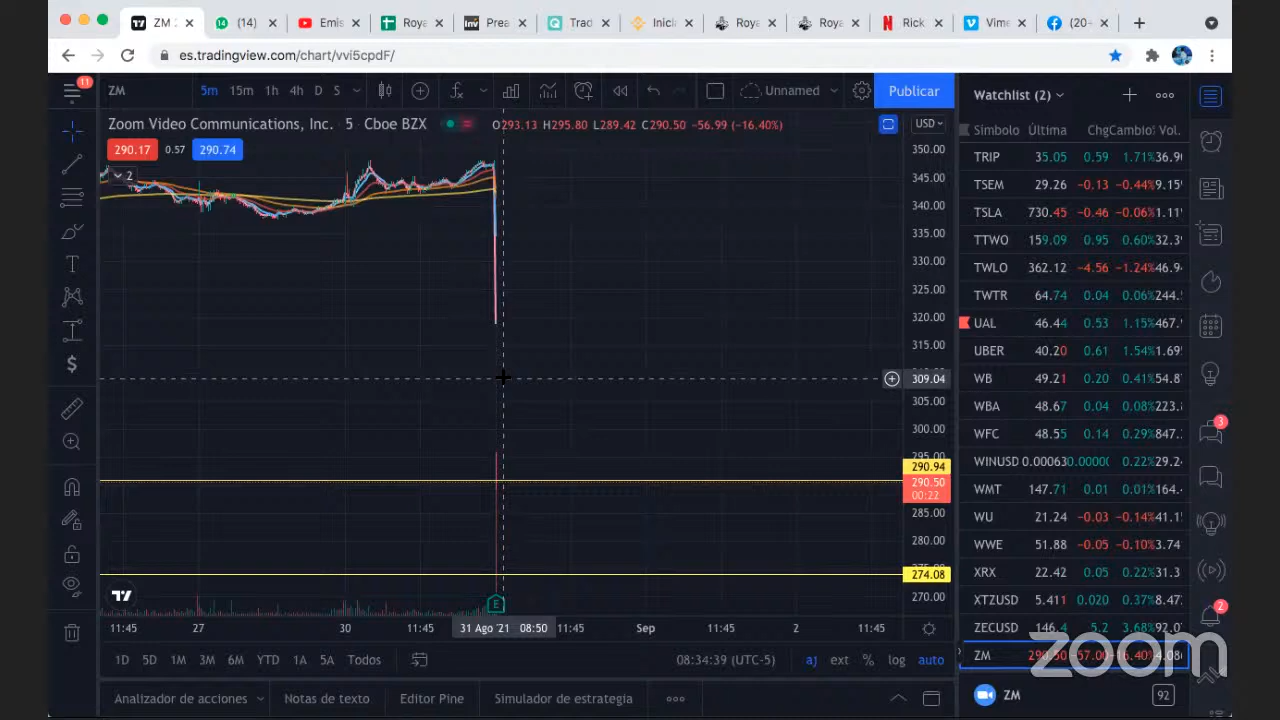 ZM 2
(14)
Emis
Roya
Prea
Trad
Inici
Roya
Roya
Rick
Vime
(20+
es.tradingview.com/chart/vvi5cpdF/
11
ZM
5m 15m 1h 4h D S
Unnamed
Publicar
Watchlist (2)
Zoom Video Communications, Inc. 5 Cboe BZX
O293.13 H295.80 L289.42 C290.50 −56.99 (−16.40%)
USD
290.17 0.57 290.74
2
350.00
345.00
340.00
335.00
330.00
325.00
320.00
315.00
309.04
305.00
300.00
295.00
290.94
290.50
00:22
285.00
280.00
274.08
270.00
Símbolo Última Chg Cambio% Vol.
TRIP 35.05 0.59 1.71% 36.9
TSEM 29.26 −0.13 −0.44% 9.15
TSLA 730.45 −0.46 −0.06% 1.11
TTWO 159.09 0.95 0.60% 32.3
TWLO 362.12 −4.56 −1.24% 46.9
TWTR 64.74 0.04 0.06% 244.
UAL 46.44 0.53 1.15% 467.
UBER 40.20 0.61 1.54% 1.69
WB 49.21 0.20 0.41% 54.8
WBA 48.67 0.04 0.08% 223.
WFC 48.55 0.14 0.29% 847.
WINUSD 0.00063 0.0000 0.22% 29.2
WMT 147.71 0.01 0.01% 164.
WU 21.24 −0.03 −0.14% 41.1
WWE 51.88 −0.05 −0.10% 3.74
XRX 22.42 0.05 0.22% 31.3
XTZUSD 5.411 0.020 0.37% 8.47
ZECUSD 146.4 5.2 3.68% 92.0
ZM 290.50 −57.00 −16.40% 4.08
3
2
E
11:45 27 30 11:45 31 Ago '21 08:50 11:45 Sep 11:45 2 11:45
1D 5D 1M 3M 6M YTD 1A 5A Todos
08:34:39 (UTC-5) aj ext % log auto
Analizador de acciones Notas de texto Editor Pine Simulador de estrategia
ZM 92
zoom